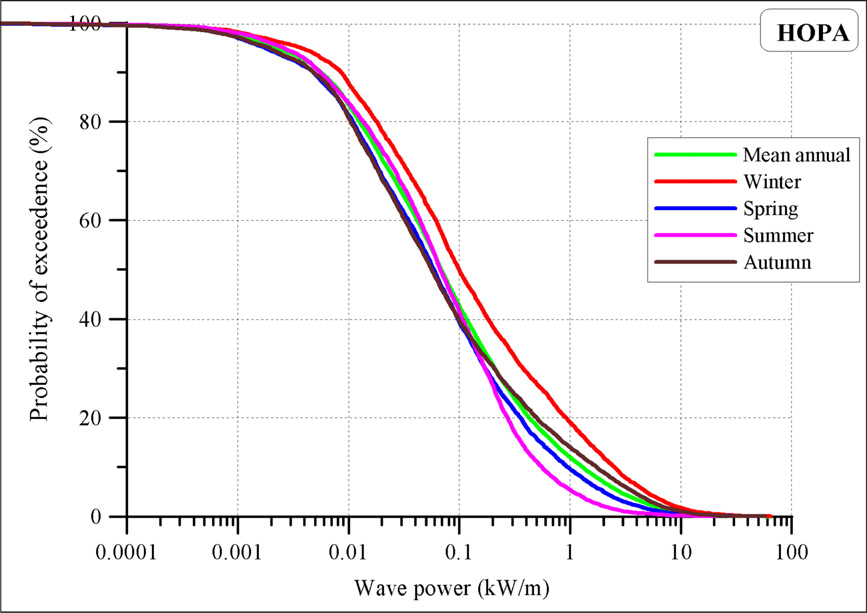 HOPA
Probability of exceedence (%)
100
80
60
40
20
0
Mean annual
Winter
Spring
Summer
Autumn
0.0001 0.001 0.01 0.1 1 10 100
Wave power (kW/m)